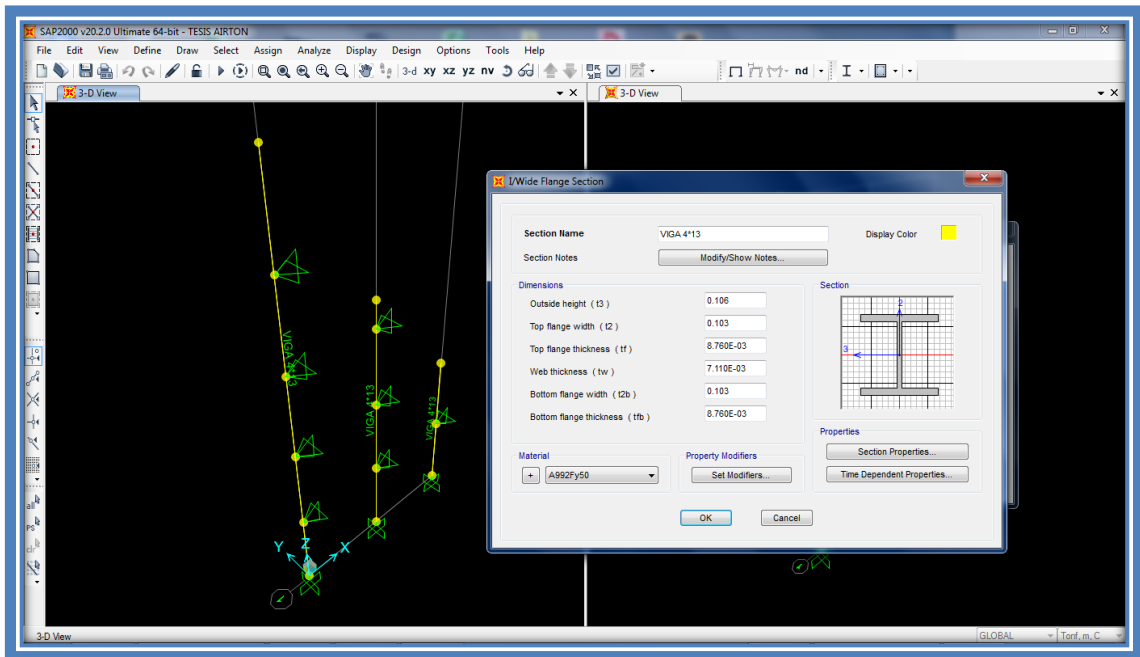 SAP2000 v20.2.0 Ultimate 64-bit - TESIS AIRTON
File Edit View Define Draw Select Assign Analyze Display Design Options Tools Help
3-d xy xz yz nv
nd
3-D View
3-D View
I/Wide Flange Section
Section Name VIGA 4*13 Display Color
Section Notes Modify/Show Notes...
Dimensions
Outside height ( t3 ) 0.106
Top flange width ( t2 ) 0.103
Top flange thickness ( tf ) 8.760E-03
Web thickness ( tw ) 7.110E-03
Bottom flange width ( t2b ) 0.103
Bottom flange thickness ( tfb ) 8.760E-03
Section
2
3
Properties
Section Properties...
Time Dependent Properties...
Material
+ A992Fy50
Property Modifiers
Set Modifiers...
OK Cancel
VIGA 4*13
VIGA 4*13
VIGA 4*13
Y Z X
all
PS
clr
3-D View
GLOBAL Tonf, m, C